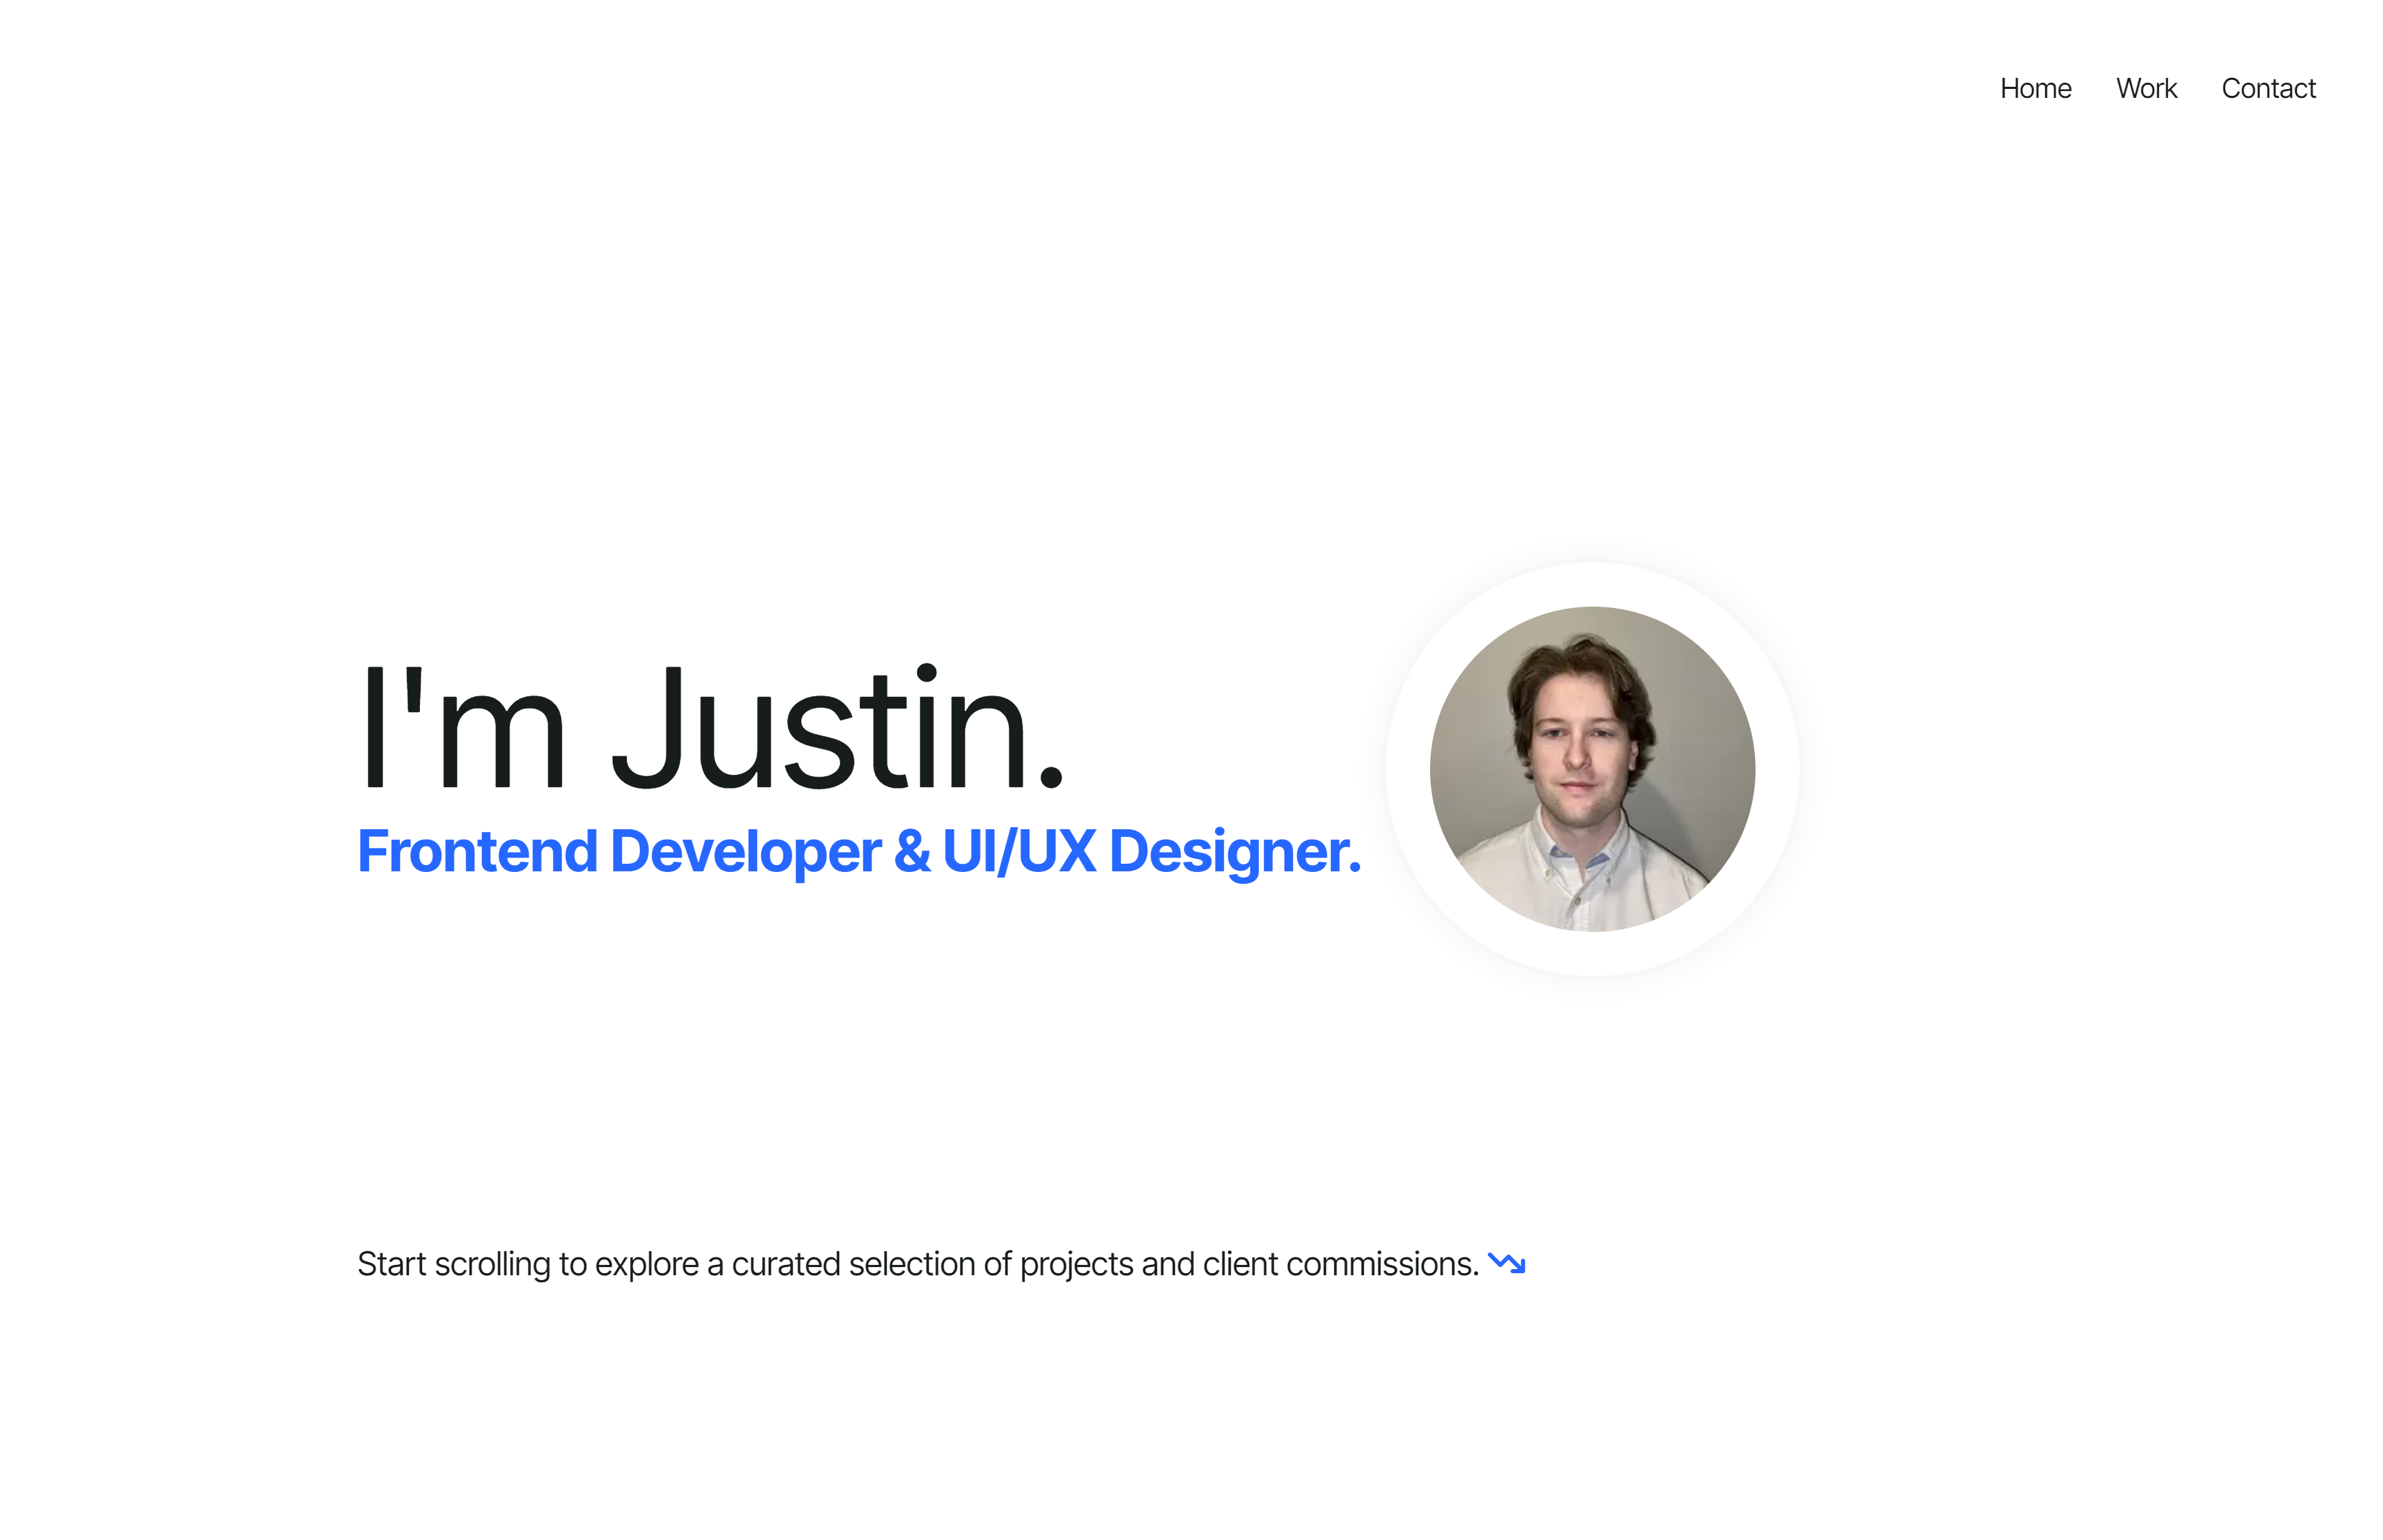 Home Work Contact
I'm Justin.
Frontend Developer & UI/UX Designer.
Start scrolling to explore a curated selection of projects and client commissions.